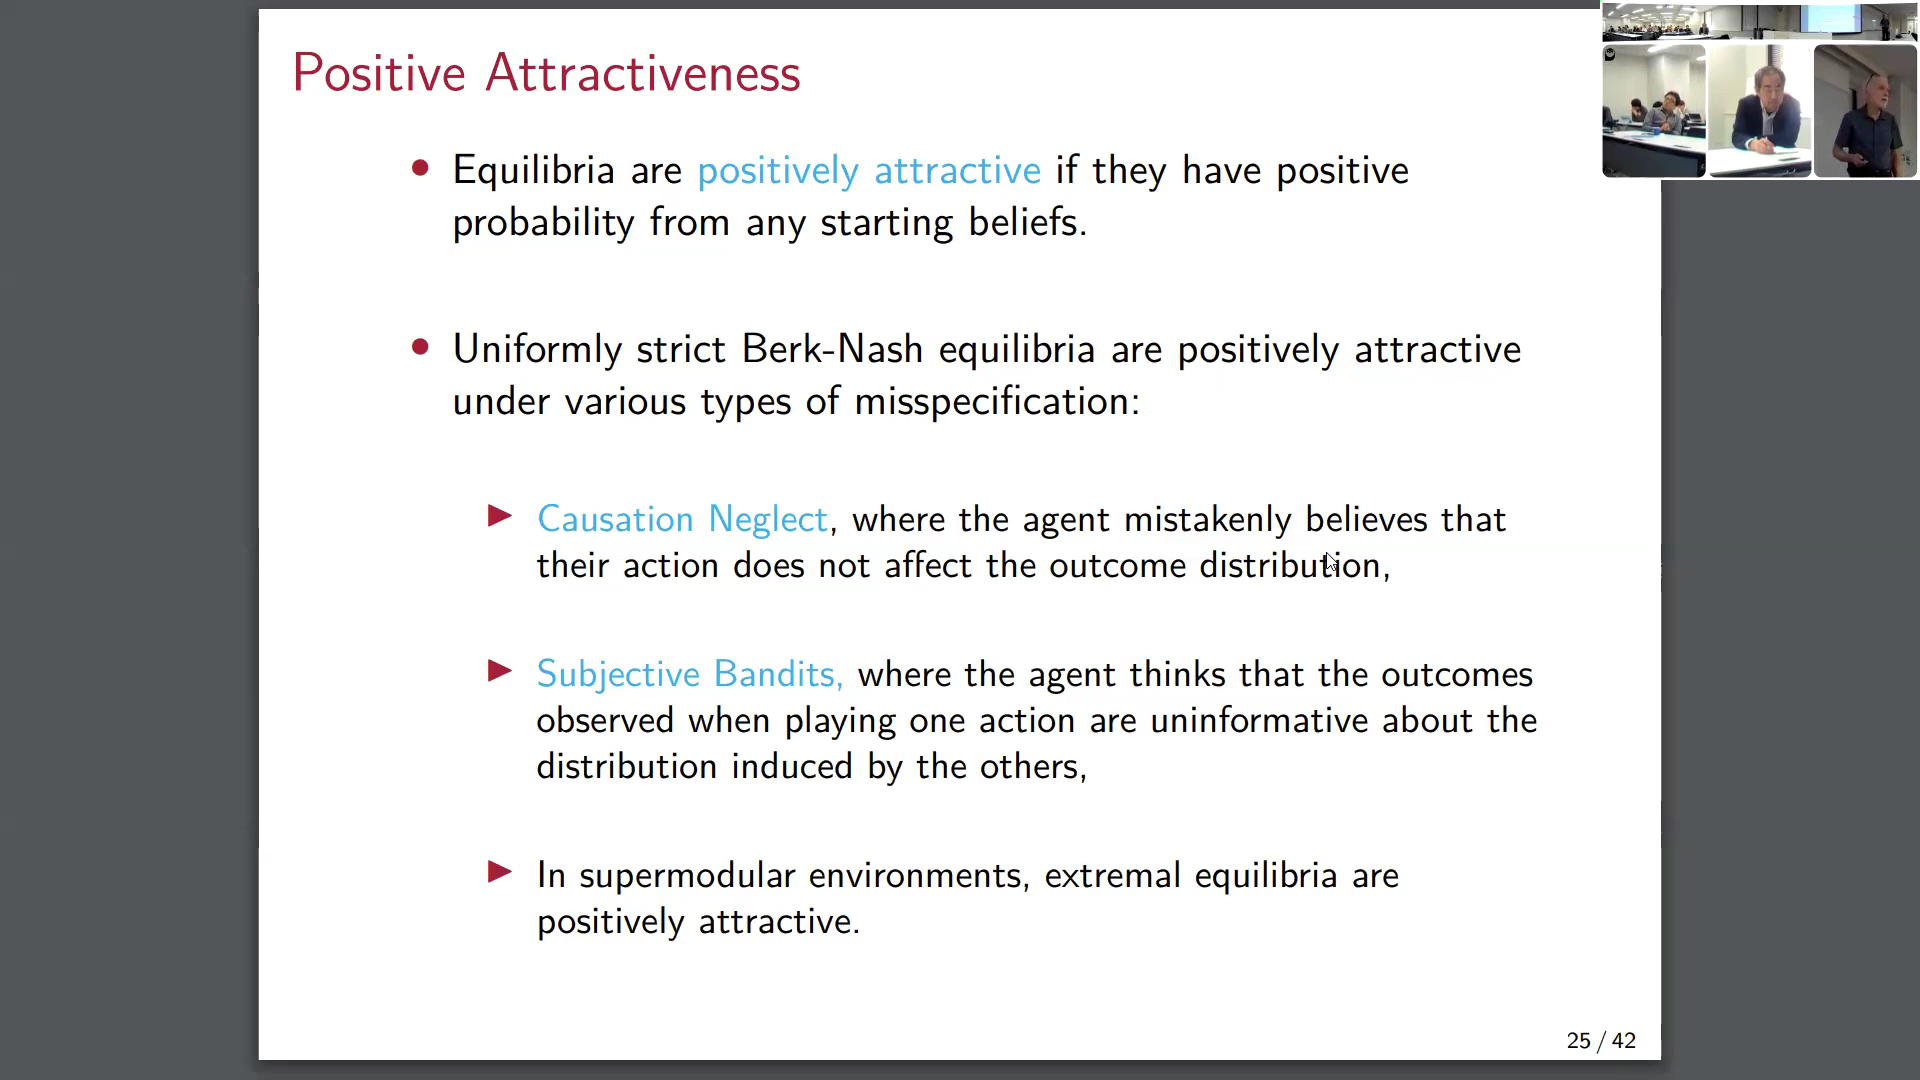 Positive Attractiveness
• Equilibria are positively attractive if they have positive
probability from any starting beliefs.
• Uniformly strict Berk-Nash equilibria are positively attractive
under various types of misspecification:
▶ Causation Neglect, where the agent mistakenly believes that
their action does not affect the outcome distribution,
▶ Subjective Bandits, where the agent thinks that the outcomes
observed when playing one action are uninformative about the
distribution induced by the others,
▶ In supermodular environments, extremal equilibria are
positively attractive.
25 / 42